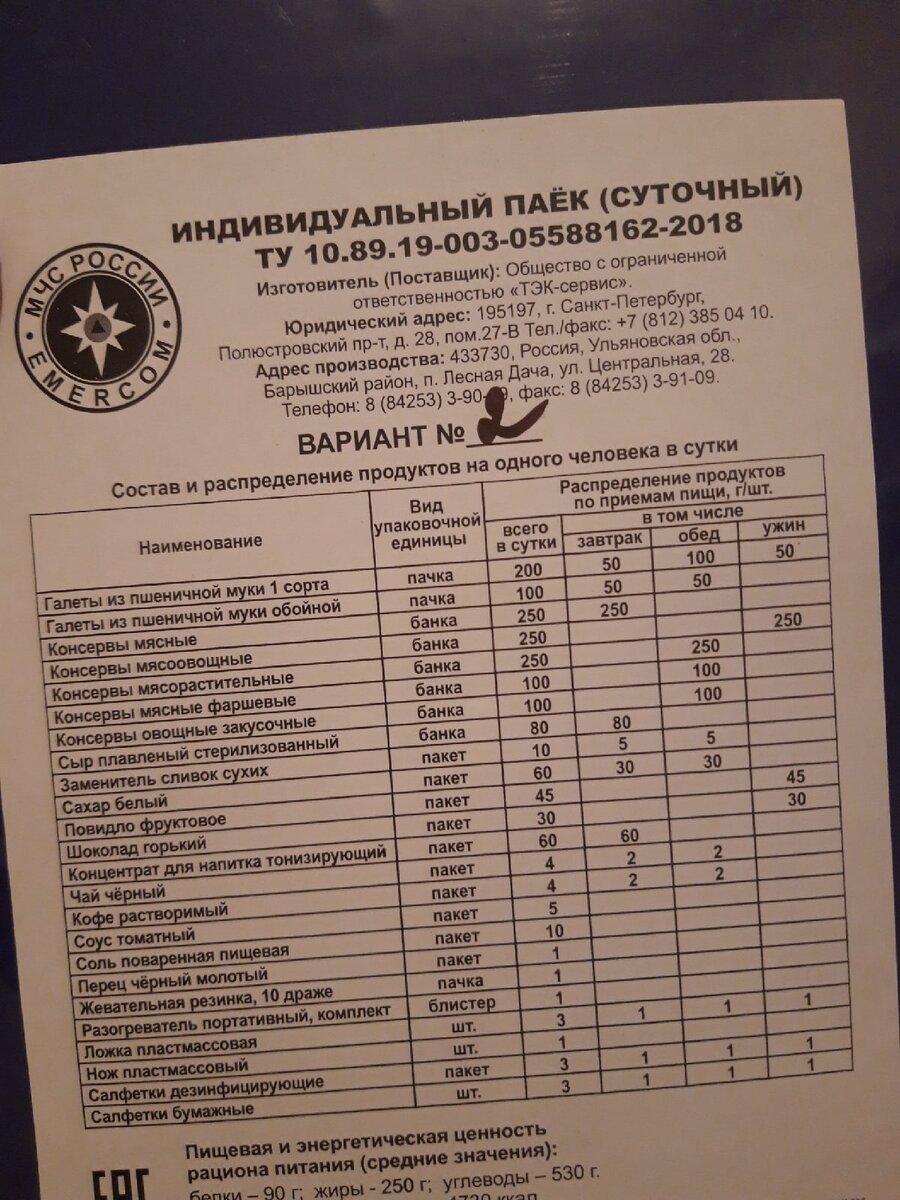 МЧС РОССИИ
EMERCOM
ИНДИВИДУАЛЬНЫЙ ПАЁК (СУТОЧНЫЙ)
ТУ 10.89.19-003-05588162-2018
Изготовитель (Поставщик): Общество с ограниченной
ответственностью «ТЭК-сервис».
Юридический адрес: 195197, г. Санкт-Петербург,
Полюстровский пр-т, д. 28, пом.27-В Тел./факс: +7 (812) 385 04 10.
Адрес производства: 433730, Россия, Ульяновская обл.,
Барышский район, п. Лесная Дача, ул. Центральная, 28.
Телефон: 8 (84253) 3-90- 9, факс: 8 (84253) 3-91-09.
ВАРИАНТ № 2
Состав и распределение продуктов на одного человека в сутки
Наименование
Вид
упаковочной
единицы
Распределение продуктов
по приемам пищи, г/шт.
всего
в сутки
в том числе
завтрак обед ужин
Галеты из пшеничной муки 1 сорта пачка 200 50 100 50
Галеты из пшеничной муки обойной пачка 100 50 50
Консервы мясные банка 250 250
Консервы мясоовощные банка 250 250
Консервы мясорастительные банка 250 250
Консервы мясные фаршевые банка 100 100
Консервы овощные закусочные банка 100 100
Сыр плавленый стерилизованный банка 80 80
Заменитель сливок сухих пакет 10 5 5
Сахар белый пакет 60 30 30
Повидло фруктовое пакет 45 45
Шоколад горький пакет 30 30
Концентрат для напитка тонизирующий пакет 60 60
Чай чёрный пакет 4 2 2
Кофе растворимый пакет 4 2 2
Соус томатный пакет 5
Соль поваренная пищевая пакет 10
Перец чёрный молотый пакет 1
Жевательная резинка, 10 драже пачка 1
Разогреватель портативный, комплект блистер 1
Ложка пластмассовая шт. 3 1 1 1
Нож пластмассовый шт. 1
Салфетки дезинфицирующие пакет 3 1 1 1
Салфетки бумажные шт. 3 1 1 1
Пищевая и энергетическая ценность
рациона питания (средние значения):
белки – 90 г; жиры - 250 г; углеводы – 530 г.
4730 ккал
ЕАС